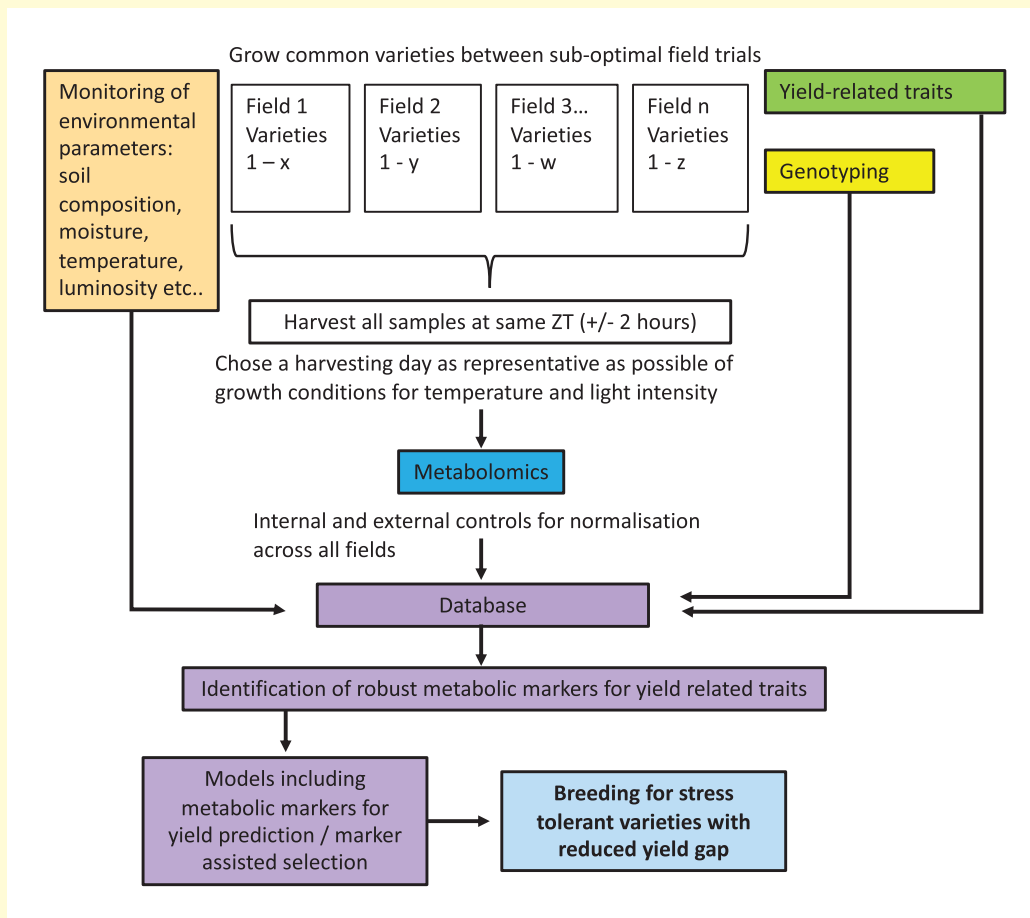 Grow common varieties between sub-optimal field trials
Monitoring of
environmental
parameters:
soil
composition,
moisture,
temperature,
luminosity etc..
Field 1
Varieties
1 – x
Field 2
Varieties
1 - y
Field 3...
Varieties
1 - w
Field n
Varieties
1 - z
Yield-related traits
Genotyping
Harvest all samples at same ZT (+/- 2 hours)
Chose a harvesting day as representative as possible of
growth conditions for temperature and light intensity
Metabolomics
Internal and external controls for normalisation
across all fields
Database
Identification of robust metabolic markers for yield related traits
Models including
metabolic markers for
yield prediction / marker
assisted selection
Breeding for stress
tolerant varieties with
reduced yield gap